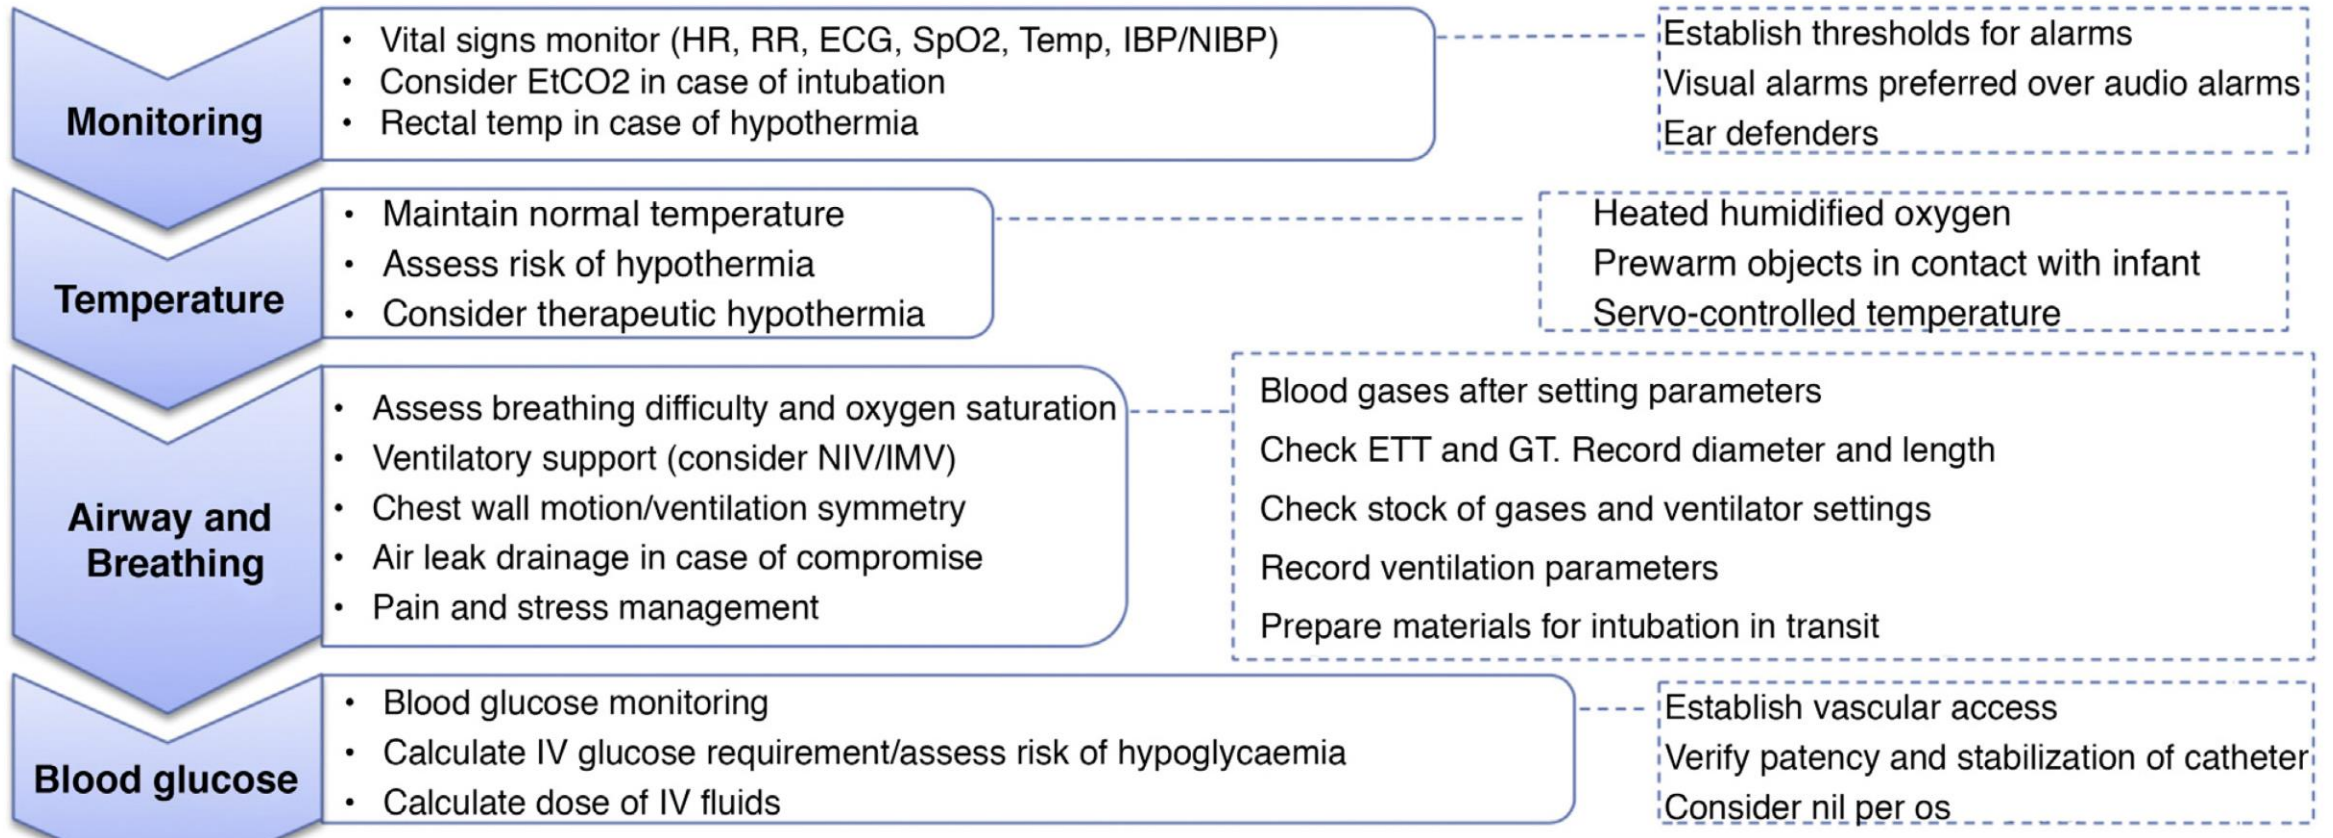 Monitoring
• Vital signs monitor (HR, RR, ECG, SpO2, Temp, IBP/NIBP)
• Consider EtCO2 in case of intubation
• Rectal temp in case of hypothermia
Establish thresholds for alarms
Visual alarms preferred over audio alarms
Ear defenders
Temperature
• Maintain normal temperature
• Assess risk of hypothermia
• Consider therapeutic hypothermia
Heated humidified oxygen
Prewarm objects in contact with infant
Servo-controlled temperature
Airway and
Breathing
• Assess breathing difficulty and oxygen saturation
• Ventilatory support (consider NIV/IMV)
• Chest wall motion/ventilation symmetry
• Air leak drainage in case of compromise
• Pain and stress management
Blood gases after setting parameters
Check ETT and GT. Record diameter and length
Check stock of gases and ventilator settings
Record ventilation parameters
Prepare materials for intubation in transit
Blood glucose
• Blood glucose monitoring
• Calculate IV glucose requirement/assess risk of hypoglycaemia
• Calculate dose of IV fluids
Establish vascular access
Verify patency and stabilization of catheter
Consider nil per os